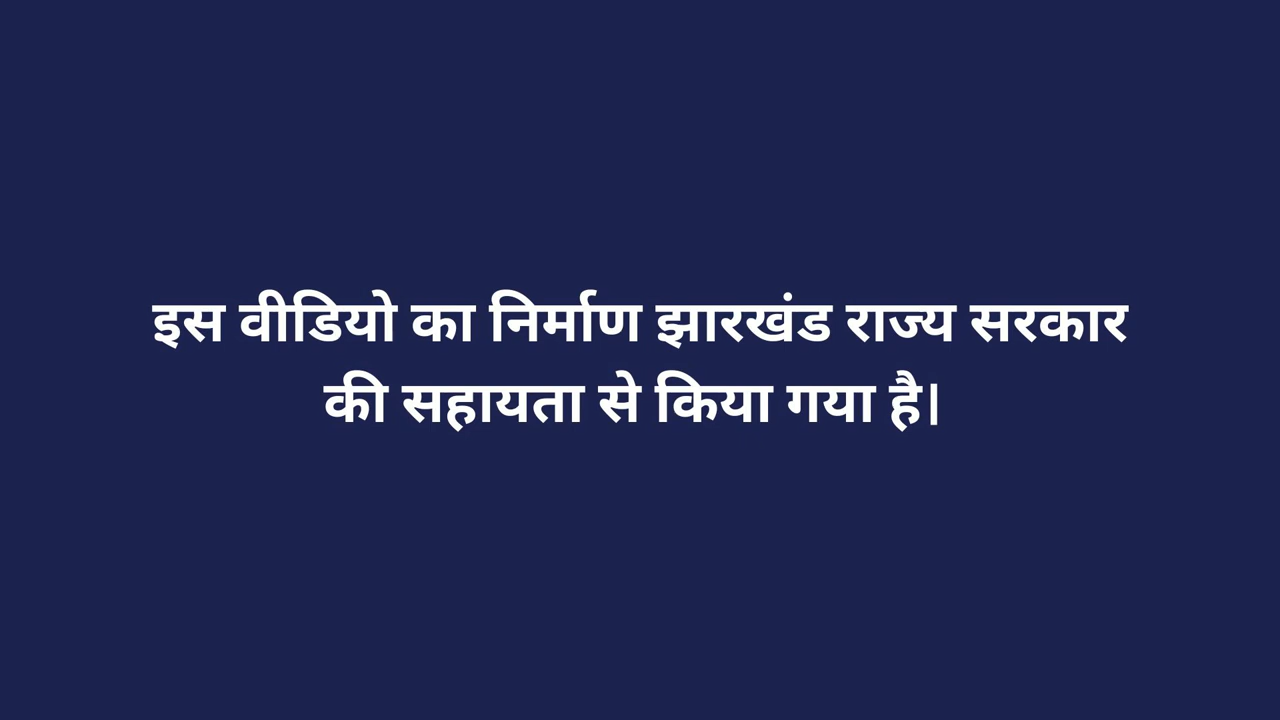 इस वीडियो का निर्माण झारखंड राज्य सरकार
की सहायता से किया गया है।